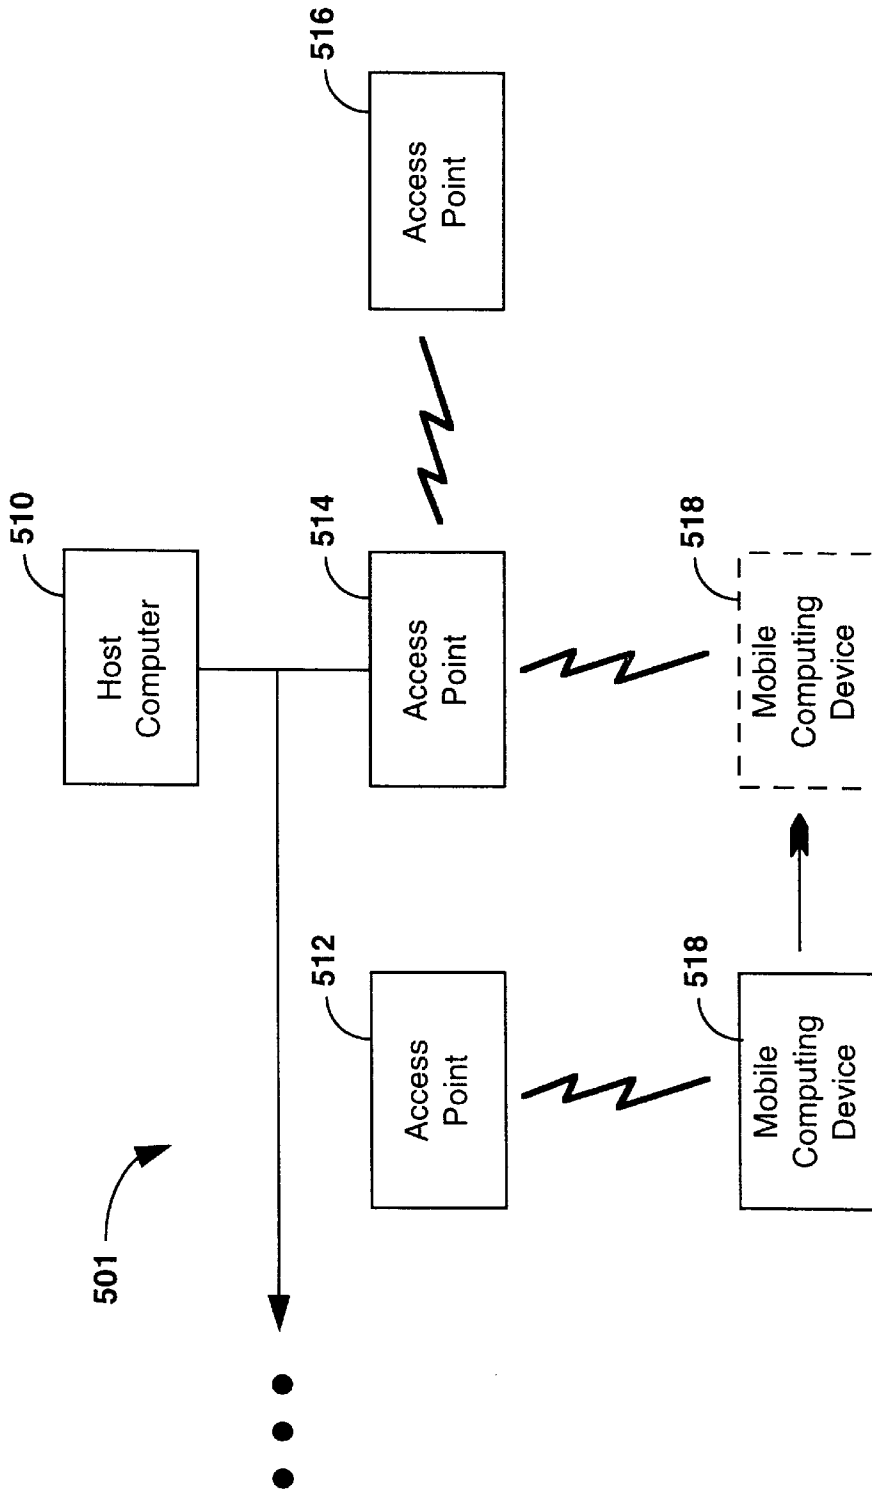 501
510
Host
Computer
512
Access
Point
514
Access
Point
516
Access
Point
518
Mobile
Computing
Device
518
Mobile
Computing
Device